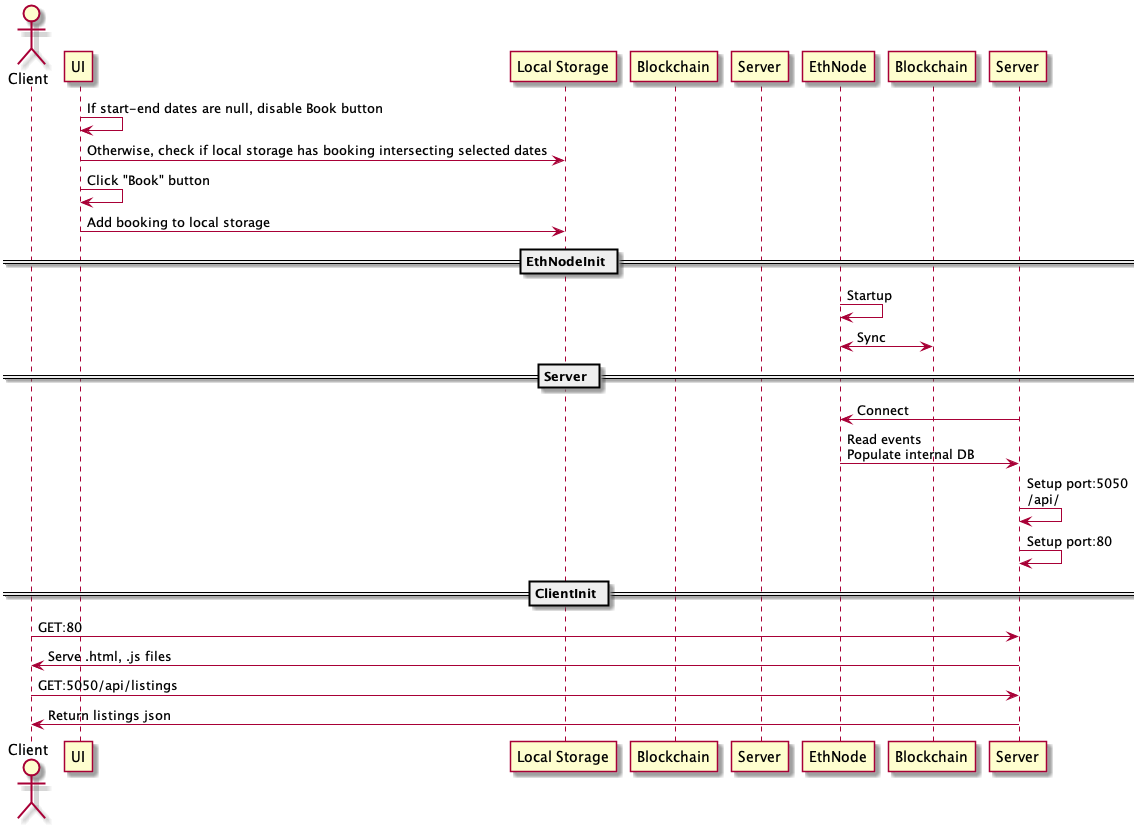 Client
UI
Local Storage
Blockchain
Server
EthNode
Blockchain
Server
If start-end dates are null, disable Book button
Otherwise, check if local storage has booking intersecting selected dates
Click "Book" button
Add booking to local storage
EthNodeInit
Startup
Sync
Server
Connect
Read events
Populate internal DB
Setup port:5050
/api/
Setup port:80
ClientInit
GET:80
Serve .html, .js files
GET:5050/api/listings
Return listings json
Client
UI
Local Storage
Blockchain
Server
EthNode
Blockchain
Server